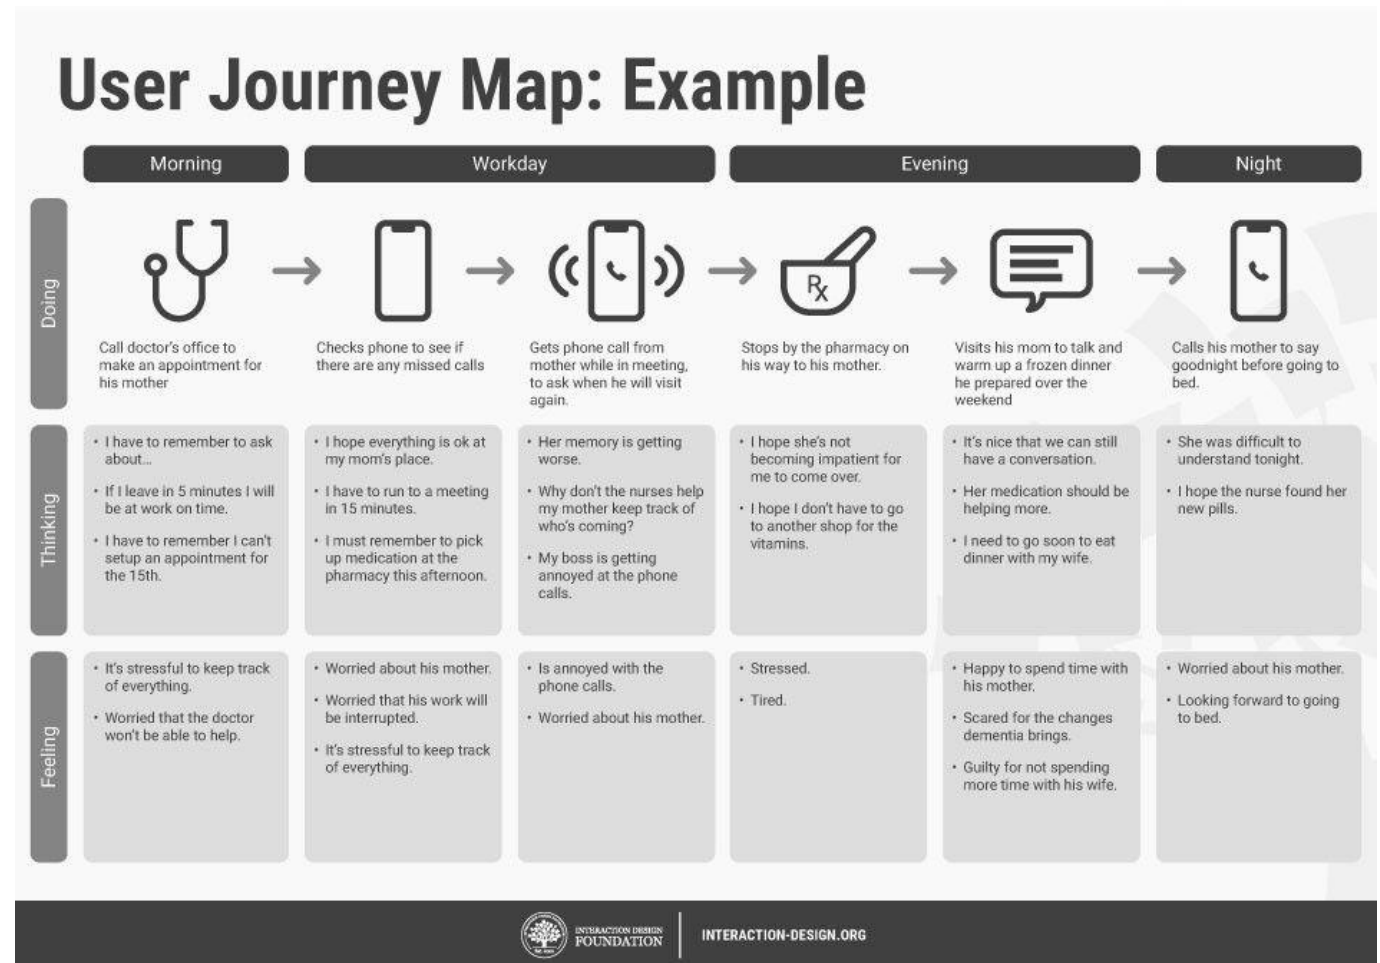 User Journey Map: Example
Morning
Workday
Evening
Night
Doing
Call doctor's office to
make an appointment for
his mother
Checks phone to see if
there are any missed calls
Gets phone call from
mother while in meeting,
to ask when he will visit
again.
Rx
Stops by the pharmacy on
his way to his mother.
Visits his mom to talk and
warm up a frozen dinner
he prepared over the
weekend
Calls his mother to say
goodnight before going to
bed.
Thinking
• I have to remember to ask
about...
• If I leave in 5 minutes I will
be at work on time.
• I have to remember I can't
setup an appointment for
the 15th.
• I hope everything is ok at
my mom's place.
• I have to run to a meeting
in 15 minutes.
• I must remember to pick
up medication at the
pharmacy this afternoon.
• Her memory is getting
worse.
• Why don't the nurses help
my mother keep track of
who's coming?
• My boss is getting
annoyed at the phone
calls.
• I hope she's not
becoming impatient for
me to come over.
• I hope I don't have to go
to another shop for the
vitamins.
• It's nice that we can still
have a conversation.
• Her medication should be
helping more.
• I need to go soon to eat
dinner with my wife.
• She was difficult to
understand tonight.
• I hope the nurse found her
new pills.
Feeling
• It's stressful to keep track
of everything.
• Worried that the doctor
won't be able to help.
• Worried about his mother.
• Worried that his work will
be interrupted.
• It's stressful to keep track
of everything.
• Is annoyed with the
phone calls.
• Worried about his mother.
• Stressed.
• Tired.
• Happy to spend time with
his mother.
• Scared for the changes
dementia brings.
• Guilty for not spending
more time with his wife.
• Worried about his mother.
• Looking forward to going
to bed.
INTERACTION DESIGN
FOUNDATION
INTERACTION-DESIGN.ORG